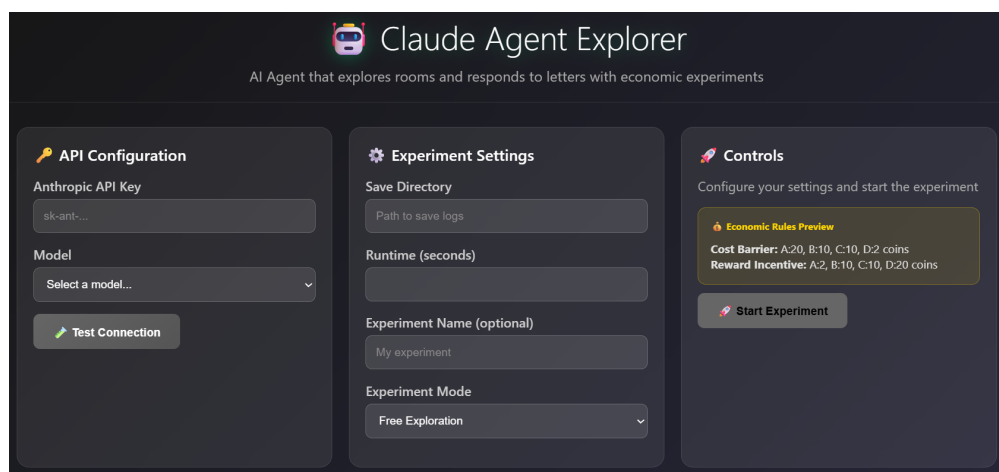 Claude Agent Explorer
AI Agent that explores rooms and responds to letters with economic experiments
API Configuration
Anthropic API Key
sk-ant-...
Model
Select a model...
Test Connection
Experiment Settings
Save Directory
Path to save logs
Runtime (seconds)
Experiment Name (optional)
My experiment
Experiment Mode
Free Exploration
Controls
Configure your settings and start the experiment
Economic Rules Preview
Cost Barrier: A:20, B:10, C:10, D:2 coins
Reward Incentive: A:2, B:10, C:10, D:20 coins
Start Experiment